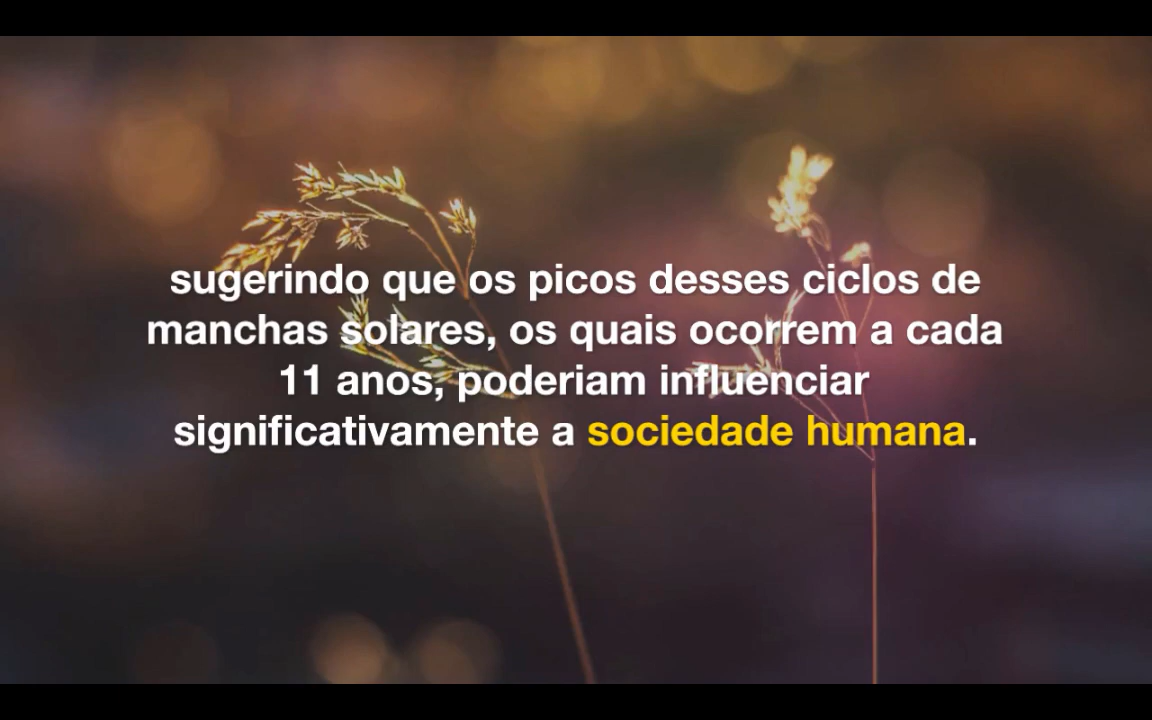 sugerindo que os picos desses ciclos de
manchas solares, os quais ocorrem a cada
11 anos, poderiam influenciar
significativamente a sociedade humana.